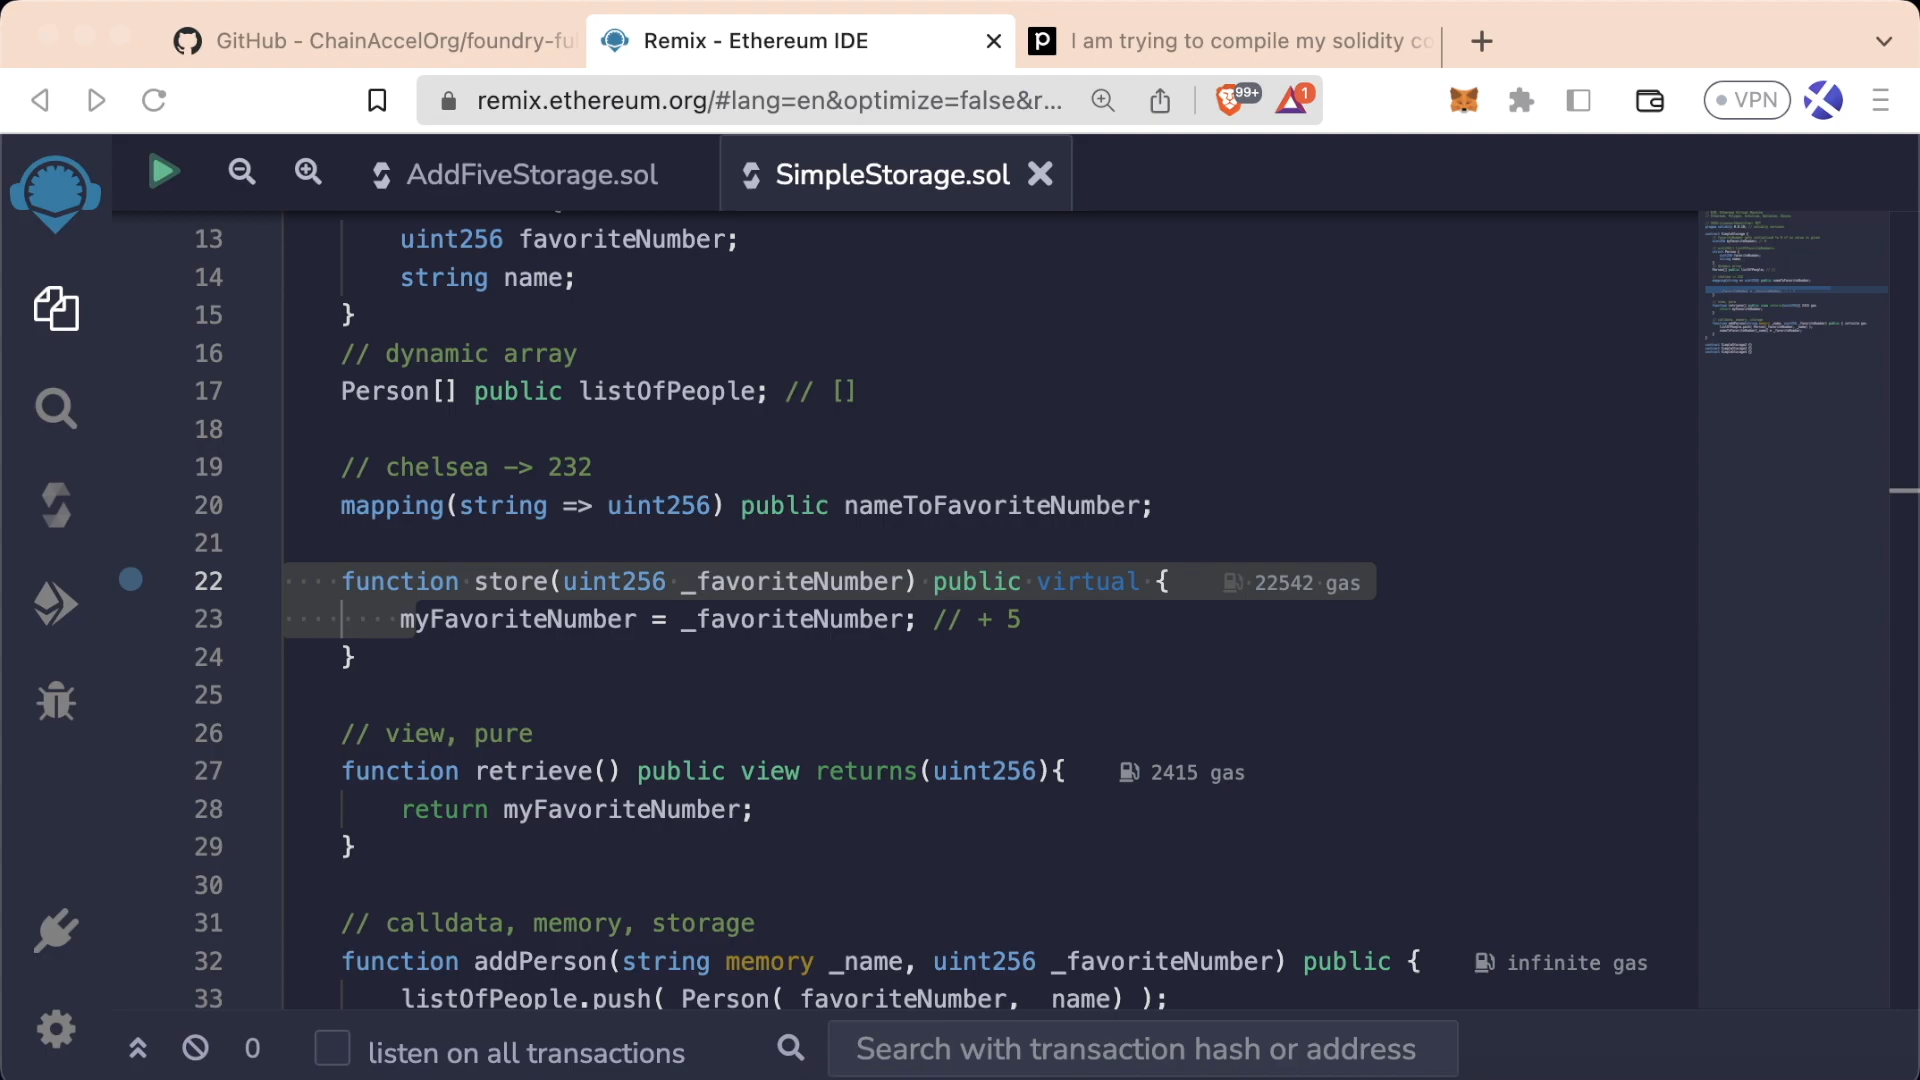 GitHub - ChainAccelOrg/foundry-ful
Remix - Ethereum IDE
I am trying to compile my solidity co
remix.ethereum.org/#lang=en&optimize=false&r...
99+
1
VPN
AddFiveStorage.sol
SimpleStorage.sol
13 uint256 favoriteNumber;
14 string name;
15 }
16 // dynamic array
17 Person[] public listOfPeople; // []
18
19 // chelsea -> 232
20 mapping(string => uint256) public nameToFavoriteNumber;
21
22 function store(uint256 _favoriteNumber) public virtual { 22542 gas
23 myFavoriteNumber = _favoriteNumber; // + 5
24 }
25
26 // view, pure
27 function retrieve() public view returns(uint256){ 2415 gas
28 return myFavoriteNumber;
29 }
30
31 // calldata, memory, storage
32 function addPerson(string memory _name, uint256 _favoriteNumber) public { infinite gas
33 listOfPeople.push( Person(_favoriteNumber, _name) );
0
listen on all transactions
Search with transaction hash or address